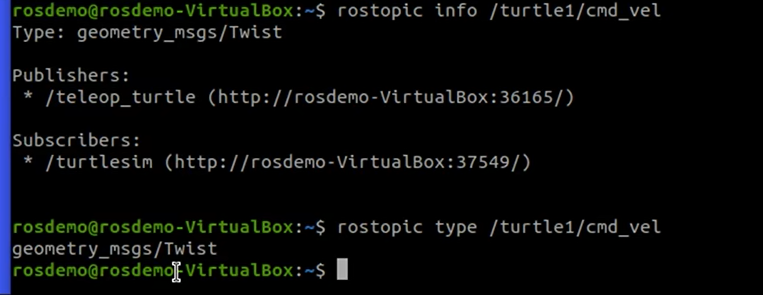 rosdemo@rosdemo-VirtualBox:~$ rostopic info /turtle1/cmd_vel
Type: geometry_msgs/Twist
Publishers:
* /teleop_turtle (http://rosdemo-VirtualBox:36165/)
Subscribers:
* /turtlesim (http://rosdemo-VirtualBox:37549/)
rosdemo@rosdemo-VirtualBox:~$ rostopic type /turtle1/cmd_vel
geometry_msgs/Twist
rosdemo@rosdemo-VirtualBox:~$